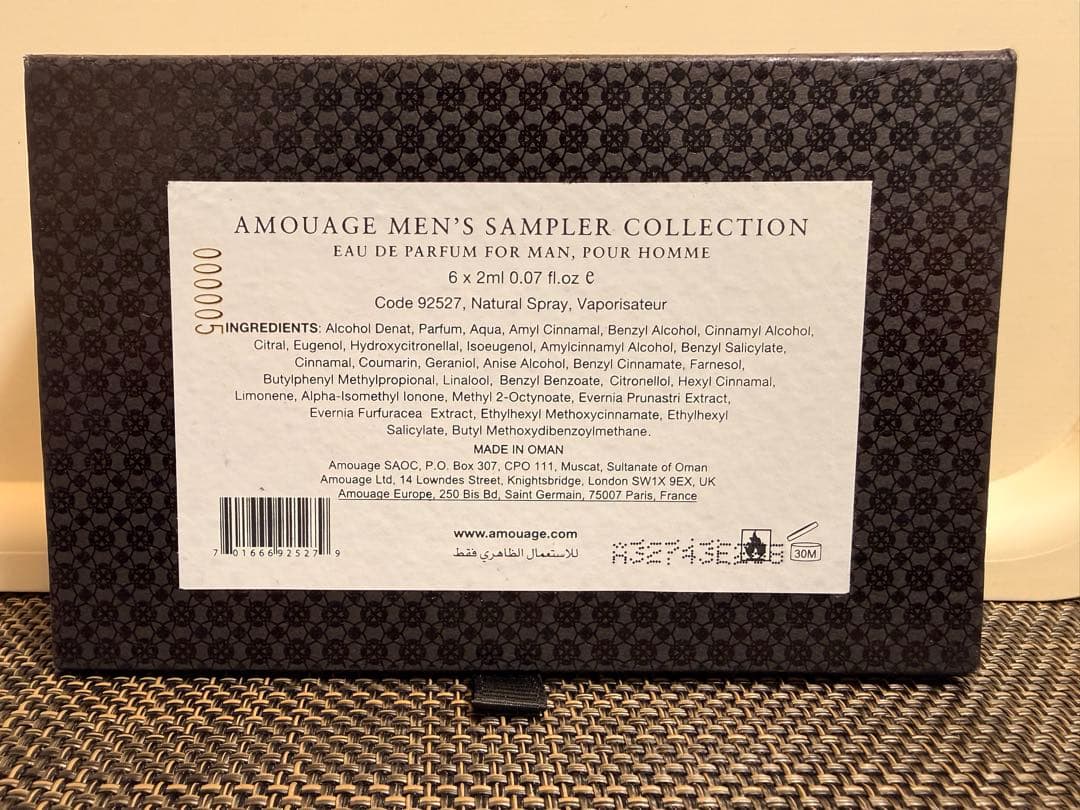 AMOUAGE MEN'S SAMPLER COLLECTION
EAU DE PARFUM FOR MAN, POUR HOMME
6 x 2ml 0.07 fl.oz ℮
Code 92527, Natural Spray, Vaporisateur
0000005
INGREDIENTS: Alcohol Denat, Parfum, Aqua, Amyl Cinnamal, Benzyl Alcohol, Cinnamyl Alcohol,
Citral, Eugenol, Hydroxycitronellal, Isoeugenol, Amylcinnamyl Alcohol, Benzyl Salicylate,
Cinnamal, Coumarin, Geraniol, Anise Alcohol, Benzyl Cinnamate, Farnesol,
Butylphenyl Methylpropional, Linalool, Benzyl Benzoate, Citronellol, Hexyl Cinnamal,
Limonene, Alpha-Isomethyl Ionone, Methyl 2-Octynoate, Evernia Prunastri Extract,
Evernia Furfuracea Extract, Ethylhexyl Methoxycinnamate, Ethylhexyl
Salicylate, Butyl Methoxydibenzoylmethane.
MADE IN OMAN
Amouage SAOC, P.O. Box 307, CPO 111, Muscat, Sultanate of Oman
Amouage Ltd, 14 Lowndes Street, Knightsbridge, London SW1X 9EX, UK
Amouage Europe, 250 Bis Bd, Saint Germain, 75007 Paris, France
www.amouage.com
للاستعمال الظاهري فقط
7 01666 92527 9
30M